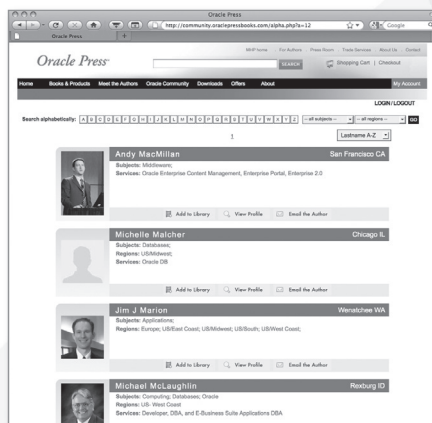 Oracle Press
http://community.oraclepressbooks.com/alpha.php?a=12
Google
Oracle Press
MHP home For Authors Press Room Trade Services About Us Contact
Oracle Press
SEARCH
Shopping Cart | Checkout
Home Books & Products Meet the Authors Oracle Community Downloads Offers About My Account
LOGIN/LOGOUT
Search alphabetically: A B C D E F G H I J K L M N O P Q R S T U V W X Y Z -- all subjects -- -- all regions -- GO
1
Lastname A-Z
Andy MacMillan San Francisco CA
Subjects: Middleware;
Services: Oracle Enterprise Content Management, Enterprise Portal, Enterprise 2.0
Add to Library View Profile Email the Author
Michelle Malcher Chicago IL
Subjects: Databases;
Regions: US/Midwest;
Services: Oracle DB
Add to Library View Profile Email the Author
Jim J Marion Wenatchee WA
Subjects: Applications;
Regions: Europe; US/East Coast; US/Midwest; US/South; US/West Coast;
Add to Library View Profile Email the Author
Michael McLaughlin Rexburg ID
Subjects: Computing; Databases; Oracle
Regions: US- West Coast
Services: Developer, DBA, and E-Business Suite Applications DBA